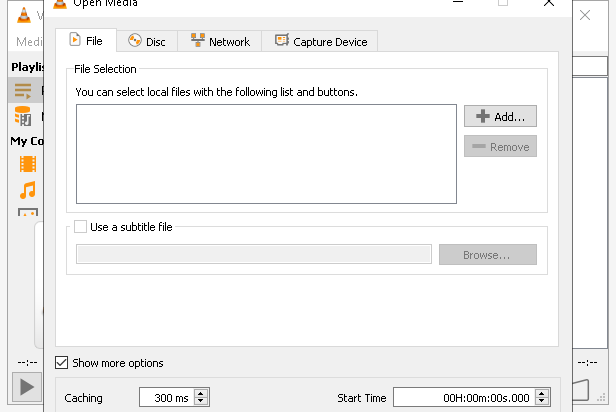 Open Media
V
Medi
File
Disc
Network
Capture Device
Playlis
File Selection
You can select local files with the following list and buttons.
Add...
Remove
My Co
Use a subtitle file
Browse...
--:--
--:--
Show more options
Caching
300 ms
Start Time
00H:00m:00s.000